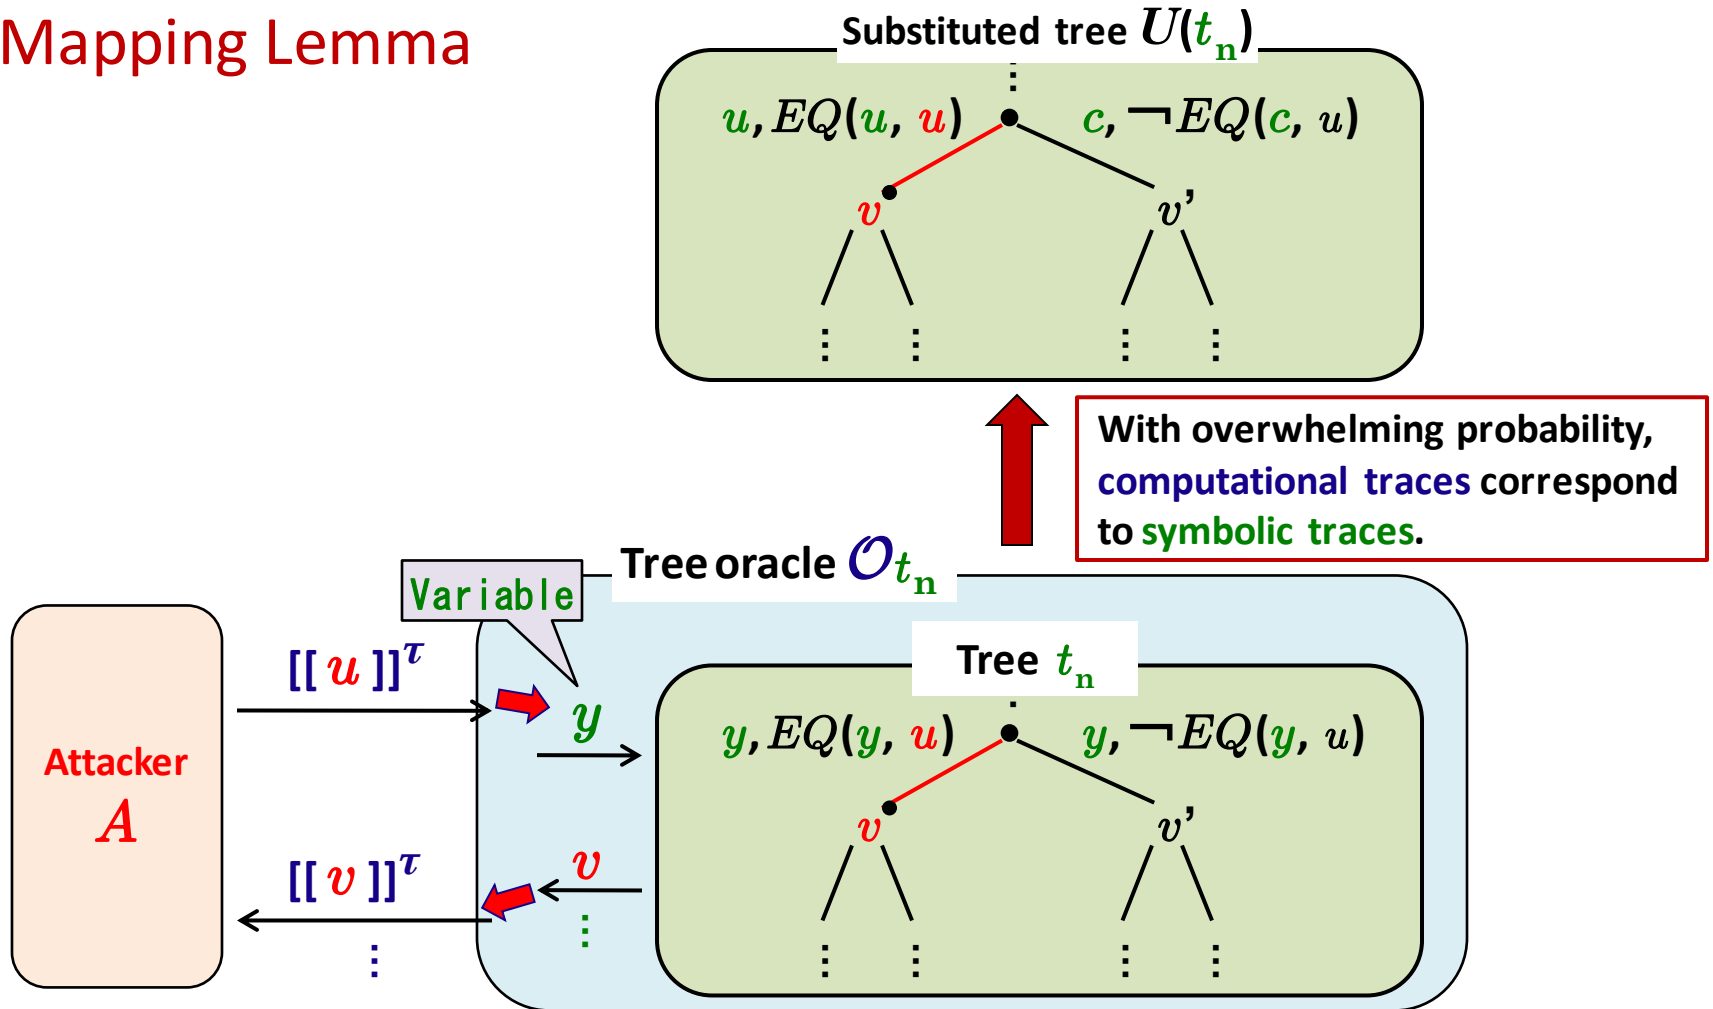 Mapping Lemma
Substituted tree U(tₙ)
⋮
u, EQ(u, u) c, ¬EQ(c, u)
v v’
⋮ ⋮ ⋮ ⋮
With overwhelming probability,
computational traces correspond
to symbolic traces.
Tree oracle 𝒪tₙ
Variable
Tree tₙ
[[ u ]]^τ
y
y, EQ(y, u) y, ¬EQ(y, u)
Attacker
A
v v’
[[ v ]]^τ
v
⋮ ⋮
⋮ ⋮ ⋮ ⋮